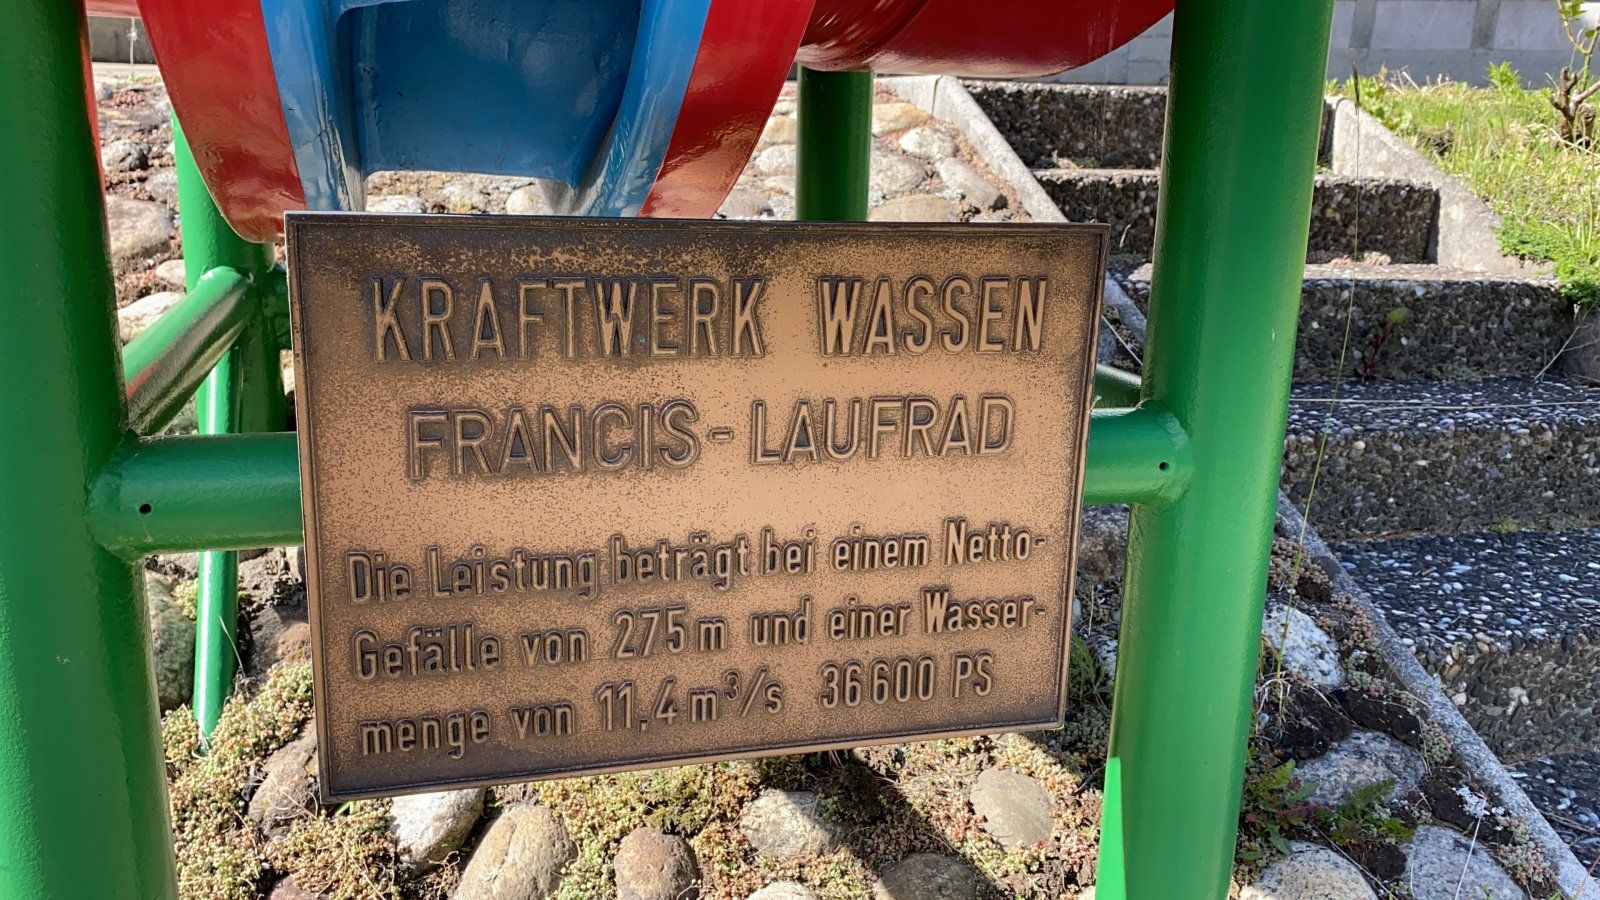 KRAFTWERK WASSEN
FRANCIS-LAUFRAD
Die Leistung beträgt bei einem Netto-
Gefälle von 275 m und einer Wasser-
menge von 11,4 m³/s 36600 PS